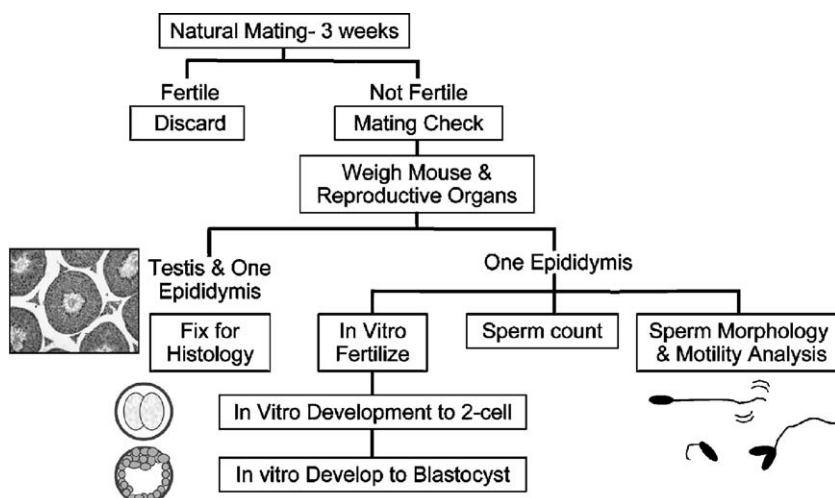 Natural Mating- 3 weeks
Fertile
Not Fertile
Discard
Mating Check
Weigh Mouse &
Reproductive Organs
Testis & One
Epididymis
One Epididymis
Fix for
Histology
In Vitro
Fertilize
Sperm count
Sperm Morphology
& Motility Analysis
In Vitro Development to 2-cell
In vitro Develop to Blastocyst